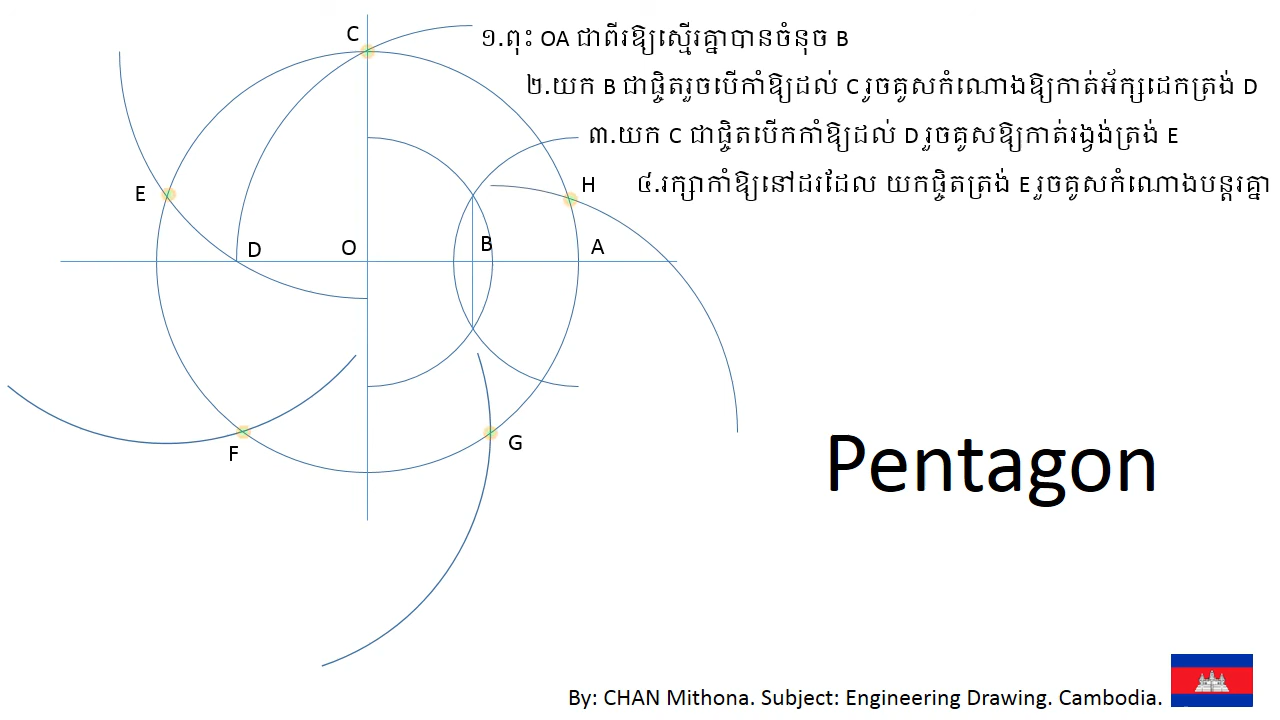 ១.ពុះ OA ជាពីរឱ្យស្មើរគ្នាបានចំនុច B
២.យក B ជាផ្ចិតរួចបើកាំឱ្យដល់ C រូចគូសកំណោងឱ្យកាត់អ័ក្សដេកត្រង់ D
៣.យក C ជាផ្ចិតបើកកាំឱ្យដល់ D រួចគូសឱ្យកាត់រង្វង់ត្រង់ E
៤.រក្សាកាំឱ្យនៅដរដែល យកផ្ចិតត្រង់ E រួចគូសកំណោងបន្តរគ្នា
C
E
H
D
O
B
A
F
G
Pentagon
By: CHAN Mithona. Subject: Engineering Drawing. Cambodia.